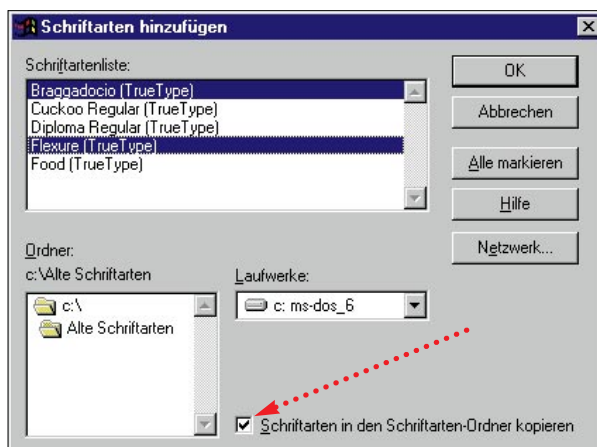 Schriftarten hinzufügen
Schriftartenliste:
Braggadocio (TrueType)
Cuckoo Regular (TrueType)
Diploma Regular (TrueType)
Flexure (TrueType)
Food (TrueType)
OK
Abbrechen
Alle markieren
Hilfe
Netzwerk...
Ordner:
c:\Alte Schriftarten
c:\
Alte Schriftarten
Laufwerke:
c: ms-dos_6
Schriftarten in den Schriftarten-Ordner kopieren